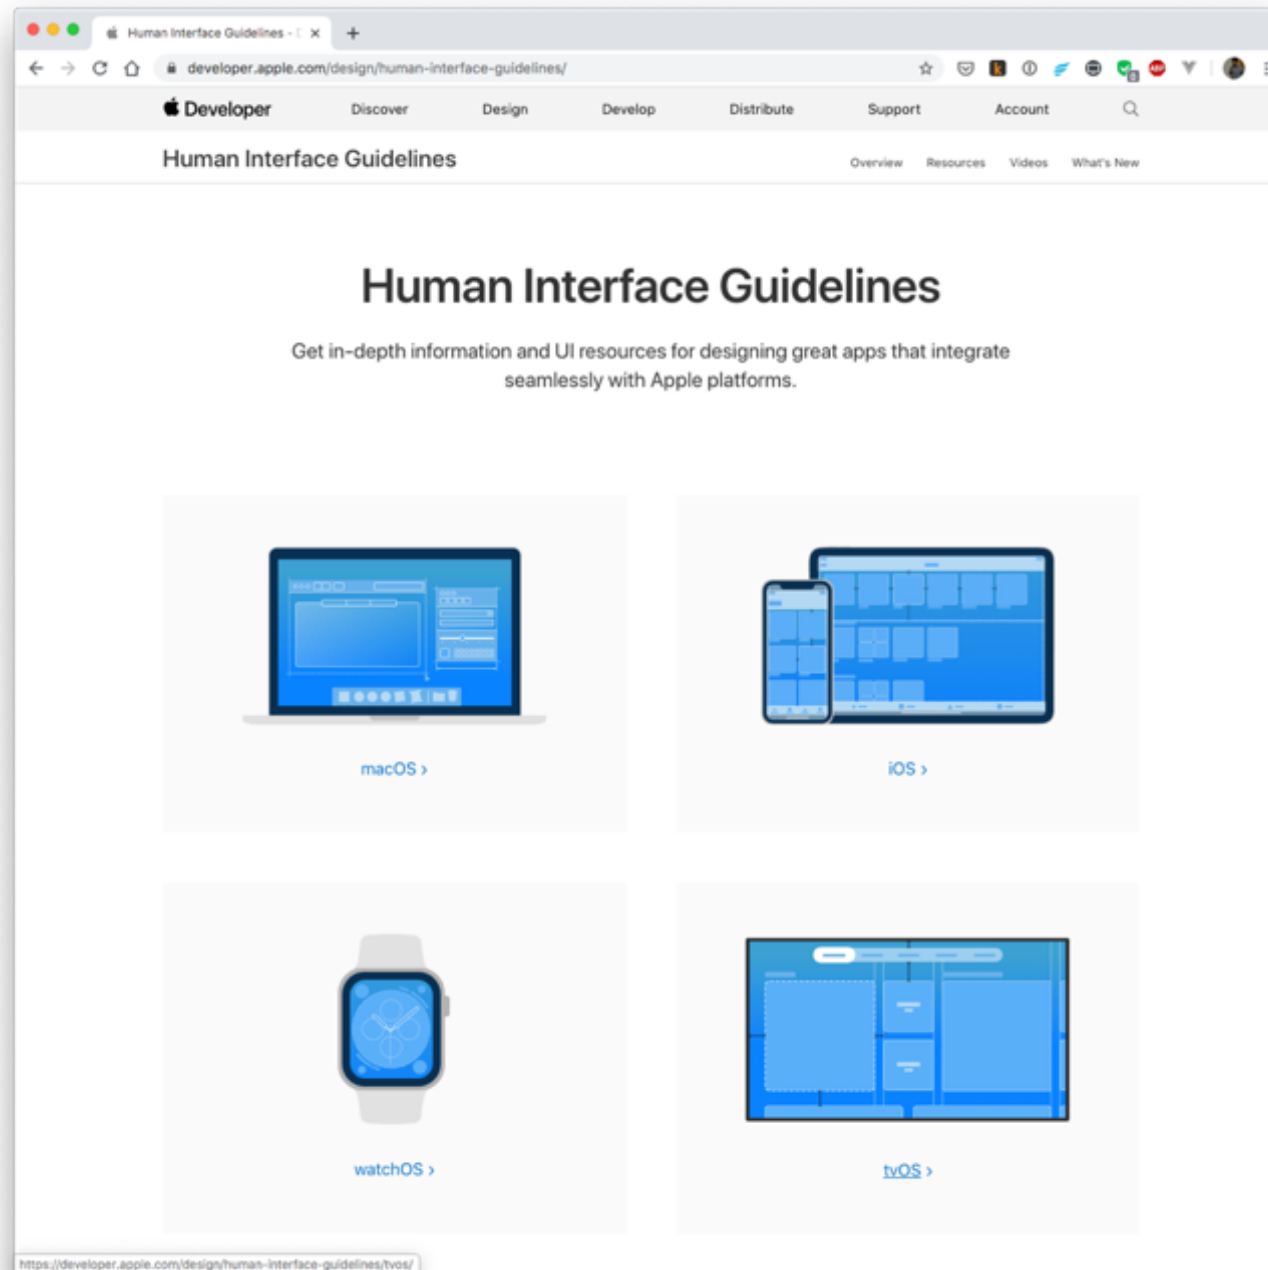 Human Interface Guidelines -
developer.apple.com/design/human-interface-guidelines/
Developer Discover Design Develop Distribute Support Account
Human Interface Guidelines Overview Resources Videos What's New
Human Interface Guidelines
Get in-depth information and UI resources for designing great apps that integrate
seamlessly with Apple platforms.
macOS ›
iOS ›
watchOS ›
tvOS ›
https://developer.apple.com/design/human-interface-guidelines/tvos/